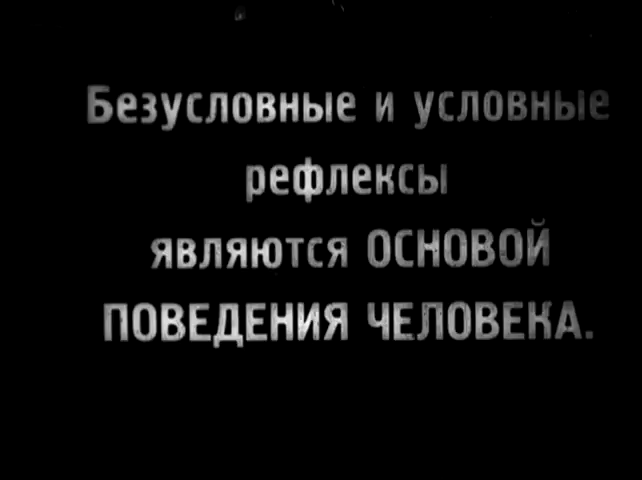 Безусловные и условные
рефлексы
являются ОСНОВОЙ
ПОВЕДЕНИЯ ЧЕЛОВЕКА.